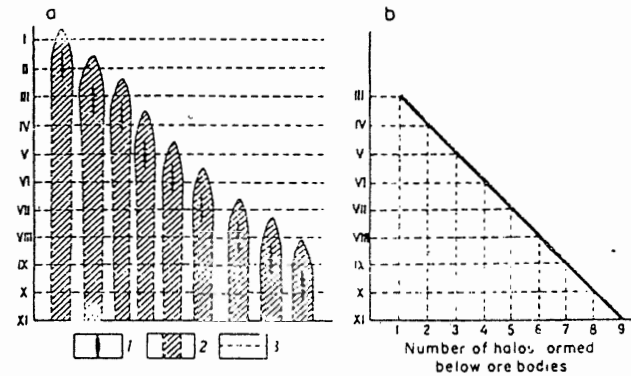 a
b
I
II
III
IV
V
VI
VII
VIII
IX
X
XI
III
IV
V
VI
VII
VIII
IX
X
XI
1 2 3 4 5 6 7 8 9
1 2 3
Number of halos ormed
below ore bodies